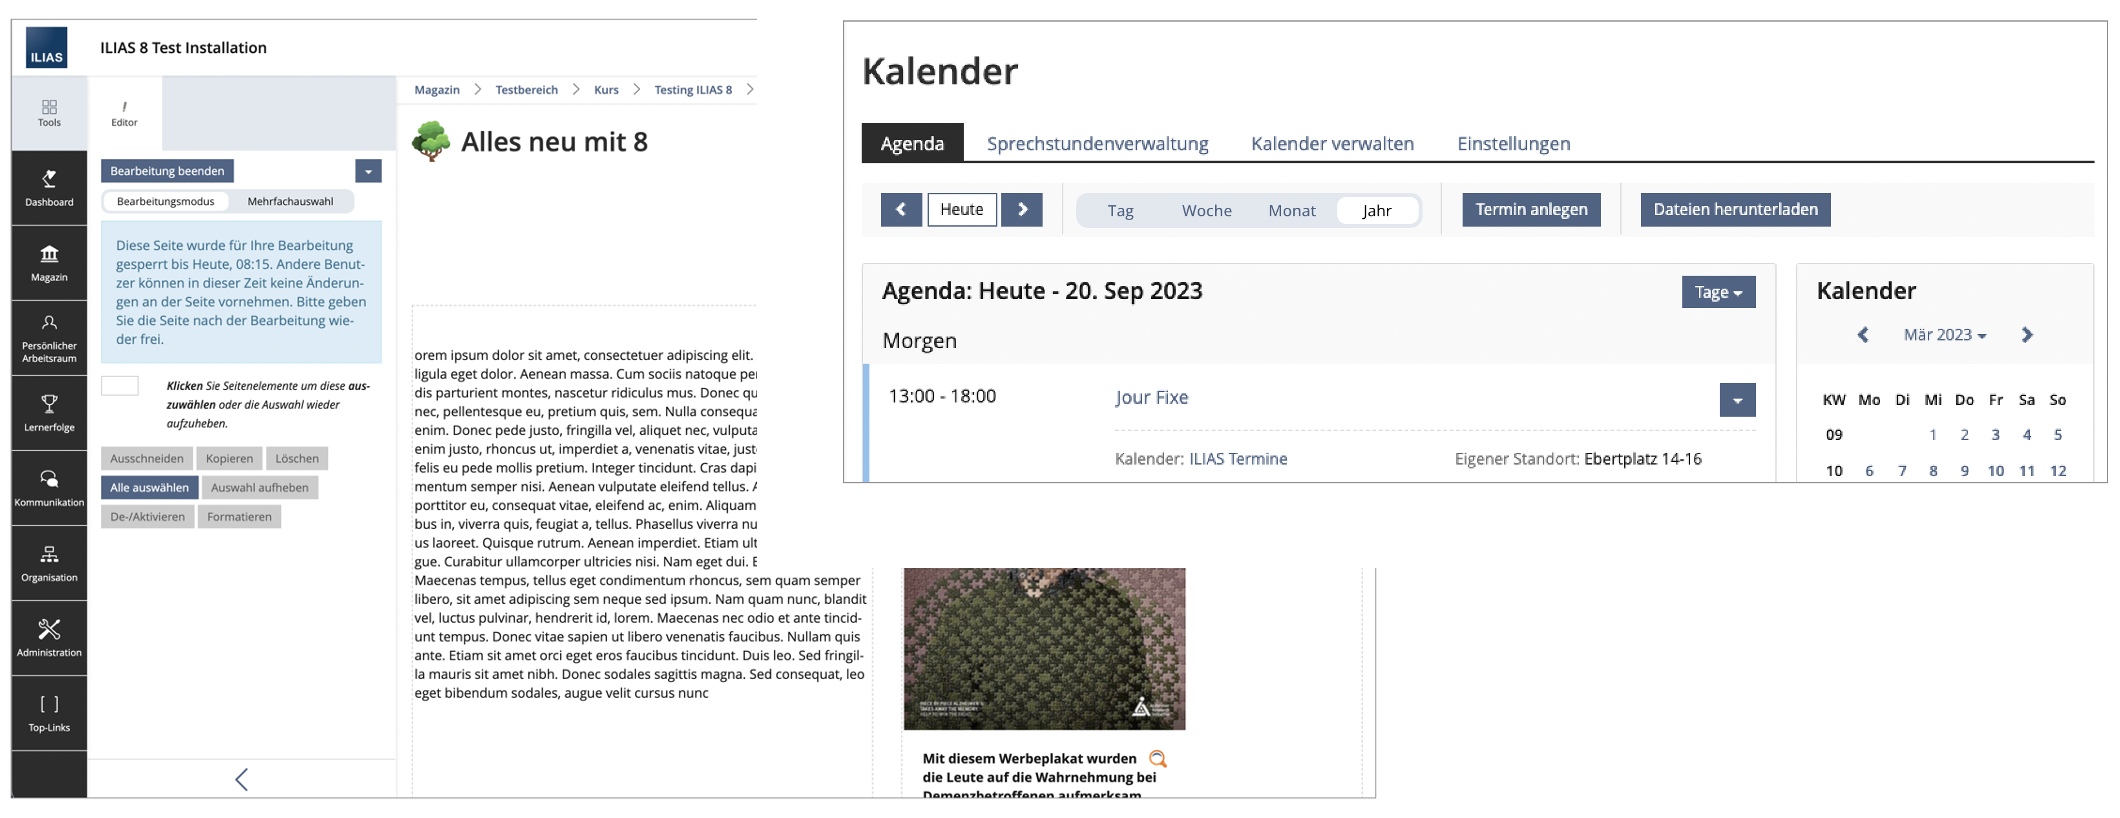 ILIAS
ILIAS 8 Test Installation
Tools
Editor
Dashboard
Magazin
Persönlicher
Arbeitsraum
Lernerfolge
Kommunikation
Organisation
Administration
Top-Links
Bearbeitung beenden
Bearbeitungsmodus Mehrfachauswahl
Diese Seite wurde für Ihre Bearbeitung
gesperrt bis Heute, 08:15. Andere Benut-
zer können in dieser Zeit keine Änderun-
gen an der Seite vornehmen. Bitte geben
Sie die Seite nach der Bearbeitung wie-
der frei.
Klicken Sie Seitenelemente um diese aus-
zuwählen oder die Auswahl wieder
aufzuheben.
Ausschneiden Kopieren Löschen
Alle auswählen Auswahl aufheben
De-/Aktivieren Formatieren
Magazin Testbereich Kurs Testing ILIAS 8
Alles neu mit 8
orem ipsum dolor sit amet, consectetuer adipiscing elit.
ligula eget dolor. Aenean massa. Cum sociis natoque pe
dis parturient montes, nascetur ridiculus mus. Donec qu
nec, pellentesque eu, pretium quis, sem. Nulla consequa
enim. Donec pede justo, fringilla vel, aliquet nec, vulputa
enim justo, rhoncus ut, imperdiet a, venenatis vitae, just
felis eu pede mollis pretium. Integer tincidunt. Cras dapi
mentum semper nisi. Aenean vulputate eleifend tellus. A
porttitor eu, consequat vitae, eleifend ac, enim. Aliquam
bus in, viverra quis, feugiat a, tellus. Phasellus viverra nu
us laoreet. Quisque rutrum. Aenean imperdiet. Etiam ult
gue. Curabitur ullamcorper ultricies nisi. Nam eget dui. E
Maecenas tempus, tellus eget condimentum rhoncus, sem quam semper
libero, sit amet adipiscing sem neque sed ipsum. Nam quam nunc, blandit
vel, luctus pulvinar, hendrerit id, lorem. Maecenas nec odio et ante tincid-
unt tempus. Donec vitae sapien ut libero venenatis faucibus. Nullam quis
ante. Etiam sit amet orci eget eros faucibus tincidunt. Duis leo. Sed fringil-
la mauris sit amet nibh. Donec sodales sagittis magna. Sed consequat, leo
eget bibendum sodales, augue velit cursus nunc
Mit diesem Werbeplakat wurden
die Leute auf die Wahrnehmung bei
Demenzbetroffenen aufmerksam
Kalender
Agenda Sprechstundenverwaltung Kalender verwalten Einstellungen
Heute Tag Woche Monat Jahr Termin anlegen Dateien herunterladen
Agenda: Heute - 20. Sep 2023 Tage
Morgen
13:00 - 18:00 Jour Fixe
Kalender: ILIAS Termine Eigener Standort: Ebertplatz 14-16
Kalender
Mär 2023
KW Mo Di Mi Do Fr Sa So
09 1 2 3 4 5
10 6 7 8 9 10 11 12